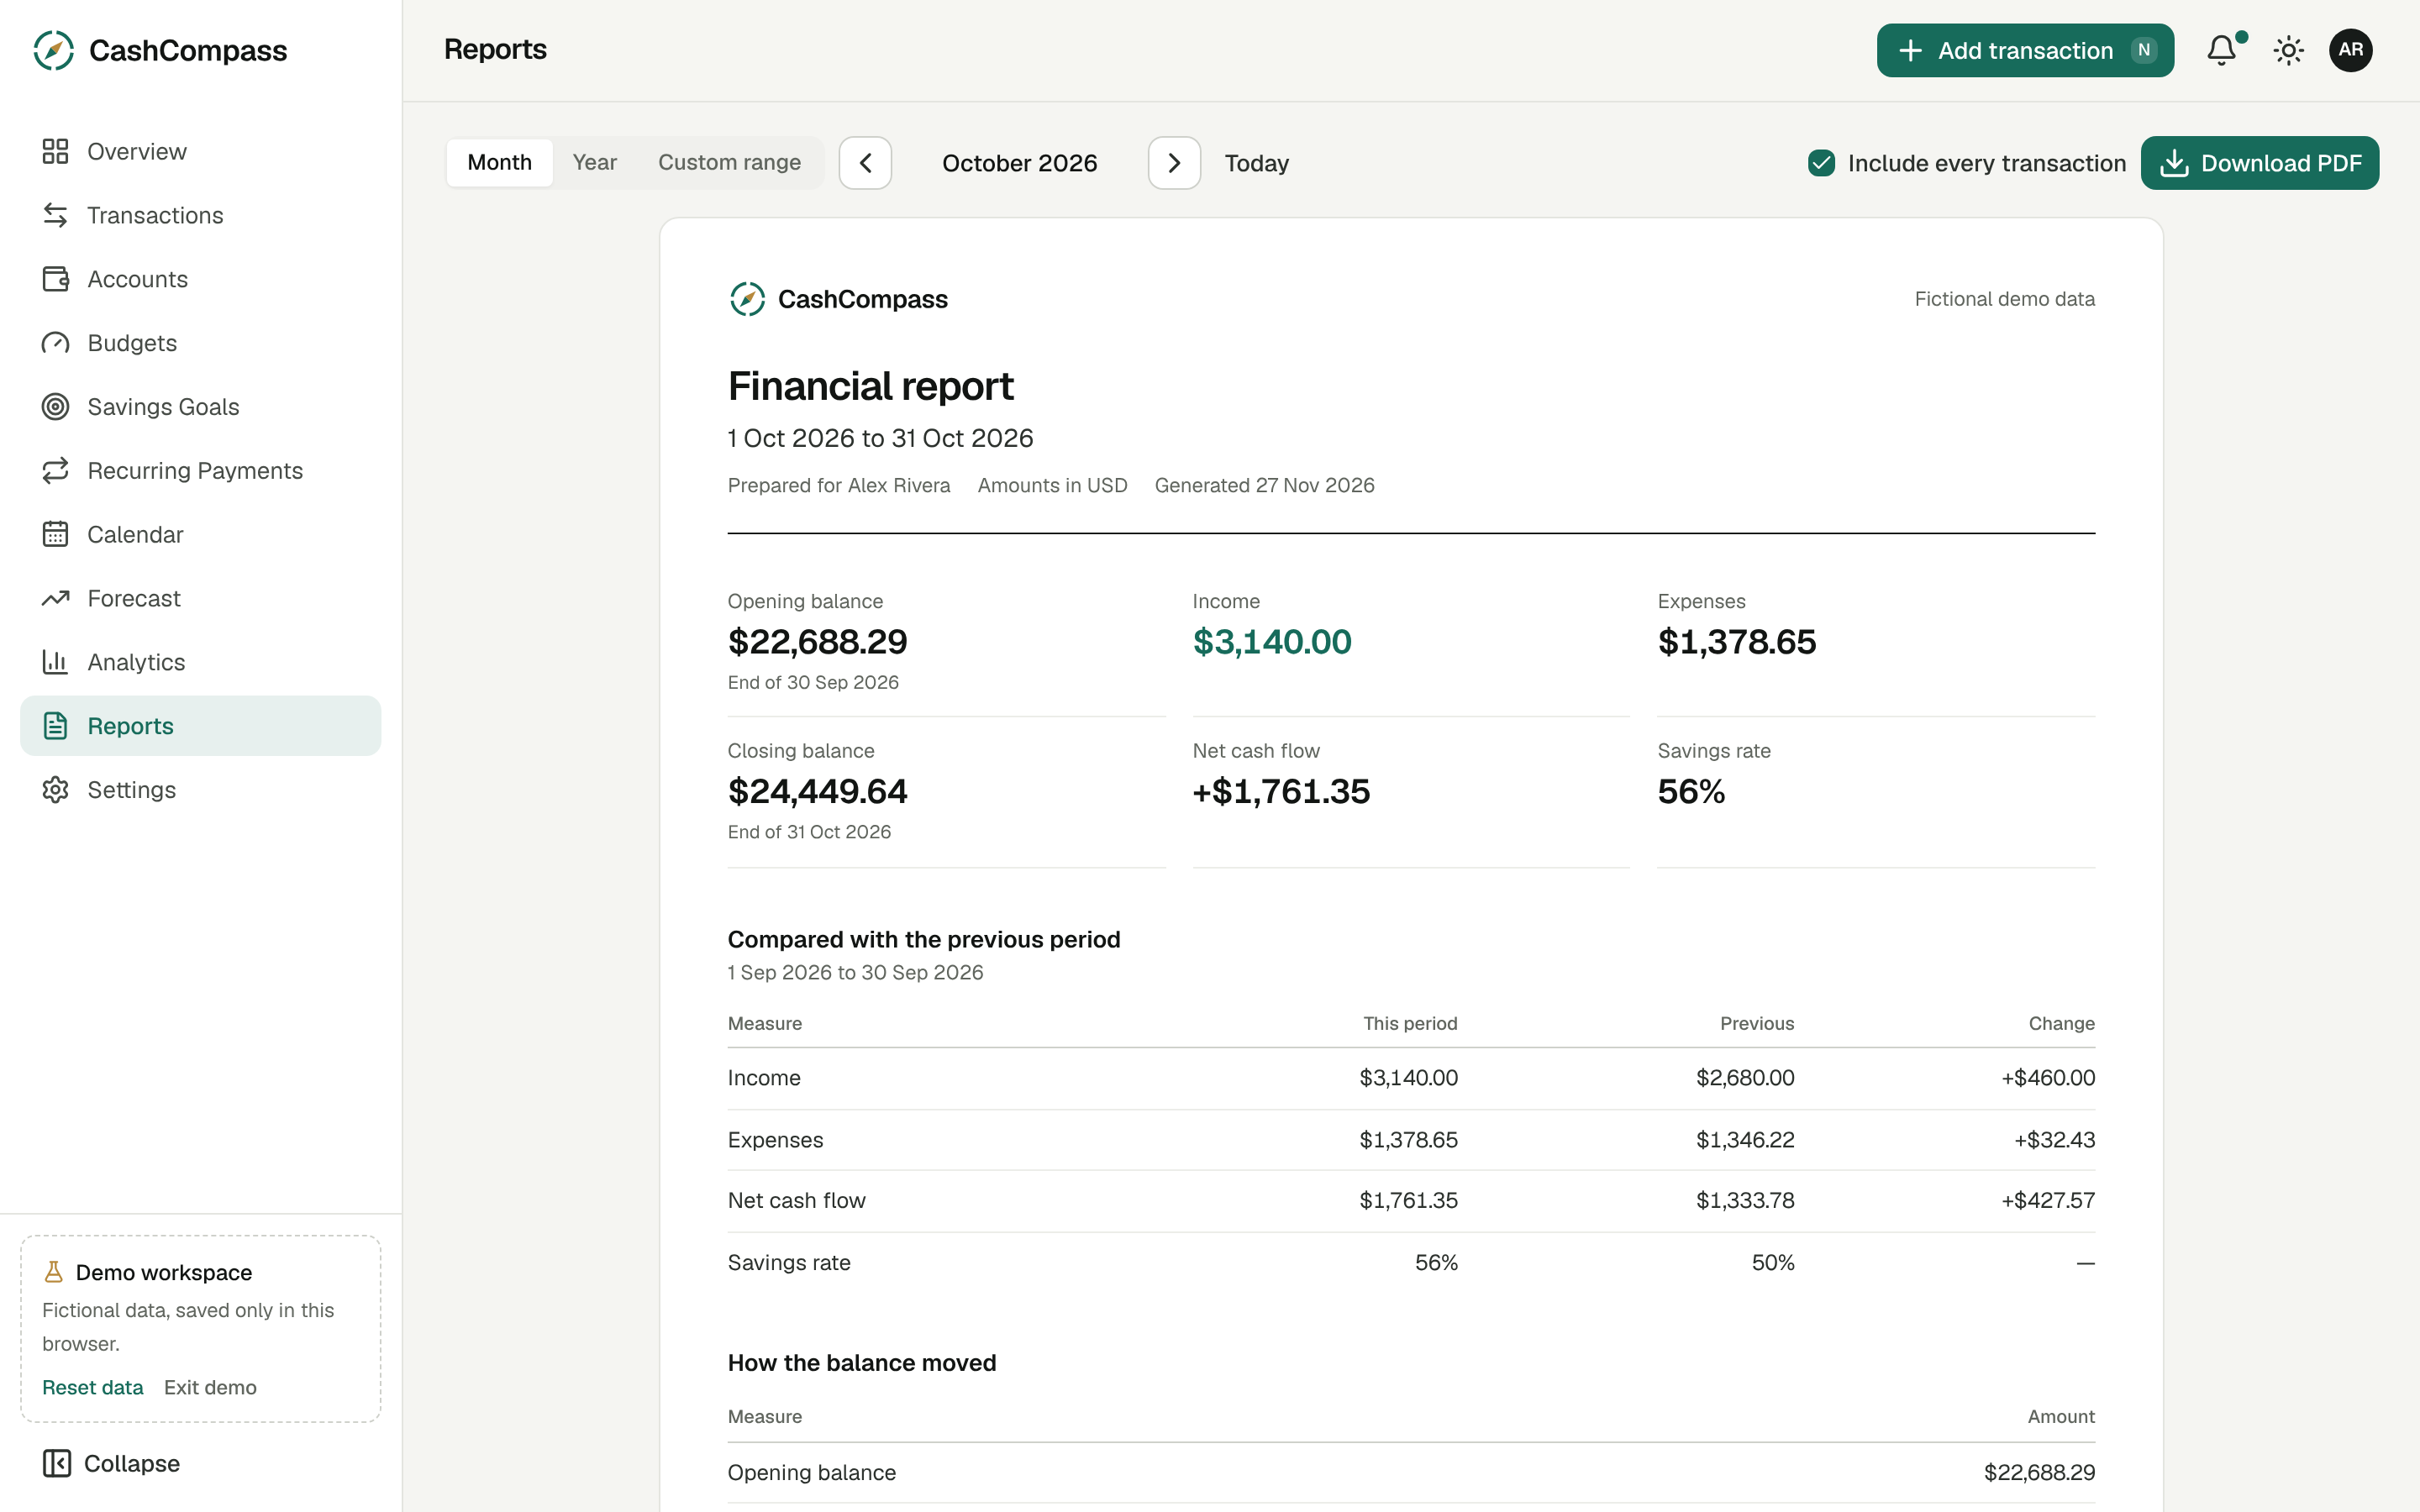 CashCompass
Overview
Transactions
Accounts
Budgets
Savings Goals
Recurring Payments
Calendar
Forecast
Analytics
Reports
Settings
Demo workspace
Fictional data, saved only in this
browser.
Reset data Exit demo
Collapse
Reports
Add transaction N
AR
Month Year Custom range October 2026 Today
Include every transaction
Download PDF
CashCompass
Fictional demo data
Financial report
1 Oct 2026 to 31 Oct 2026
Prepared for Alex Rivera Amounts in USD Generated 27 Nov 2026
Opening balance Income Expenses
$22,688.29 $3,140.00 $1,378.65
End of 30 Sep 2026
Closing balance Net cash flow Savings rate
$24,449.64 +$1,761.35 56%
End of 31 Oct 2026
Compared with the previous period
1 Sep 2026 to 30 Sep 2026
Measure This period Previous Change
Income $3,140.00 $2,680.00 +$460.00
Expenses $1,378.65 $1,346.22 +$32.43
Net cash flow $1,761.35 $1,333.78 +$427.57
Savings rate 56% 50% —
How the balance moved
Measure Amount
Opening balance $22,688.29